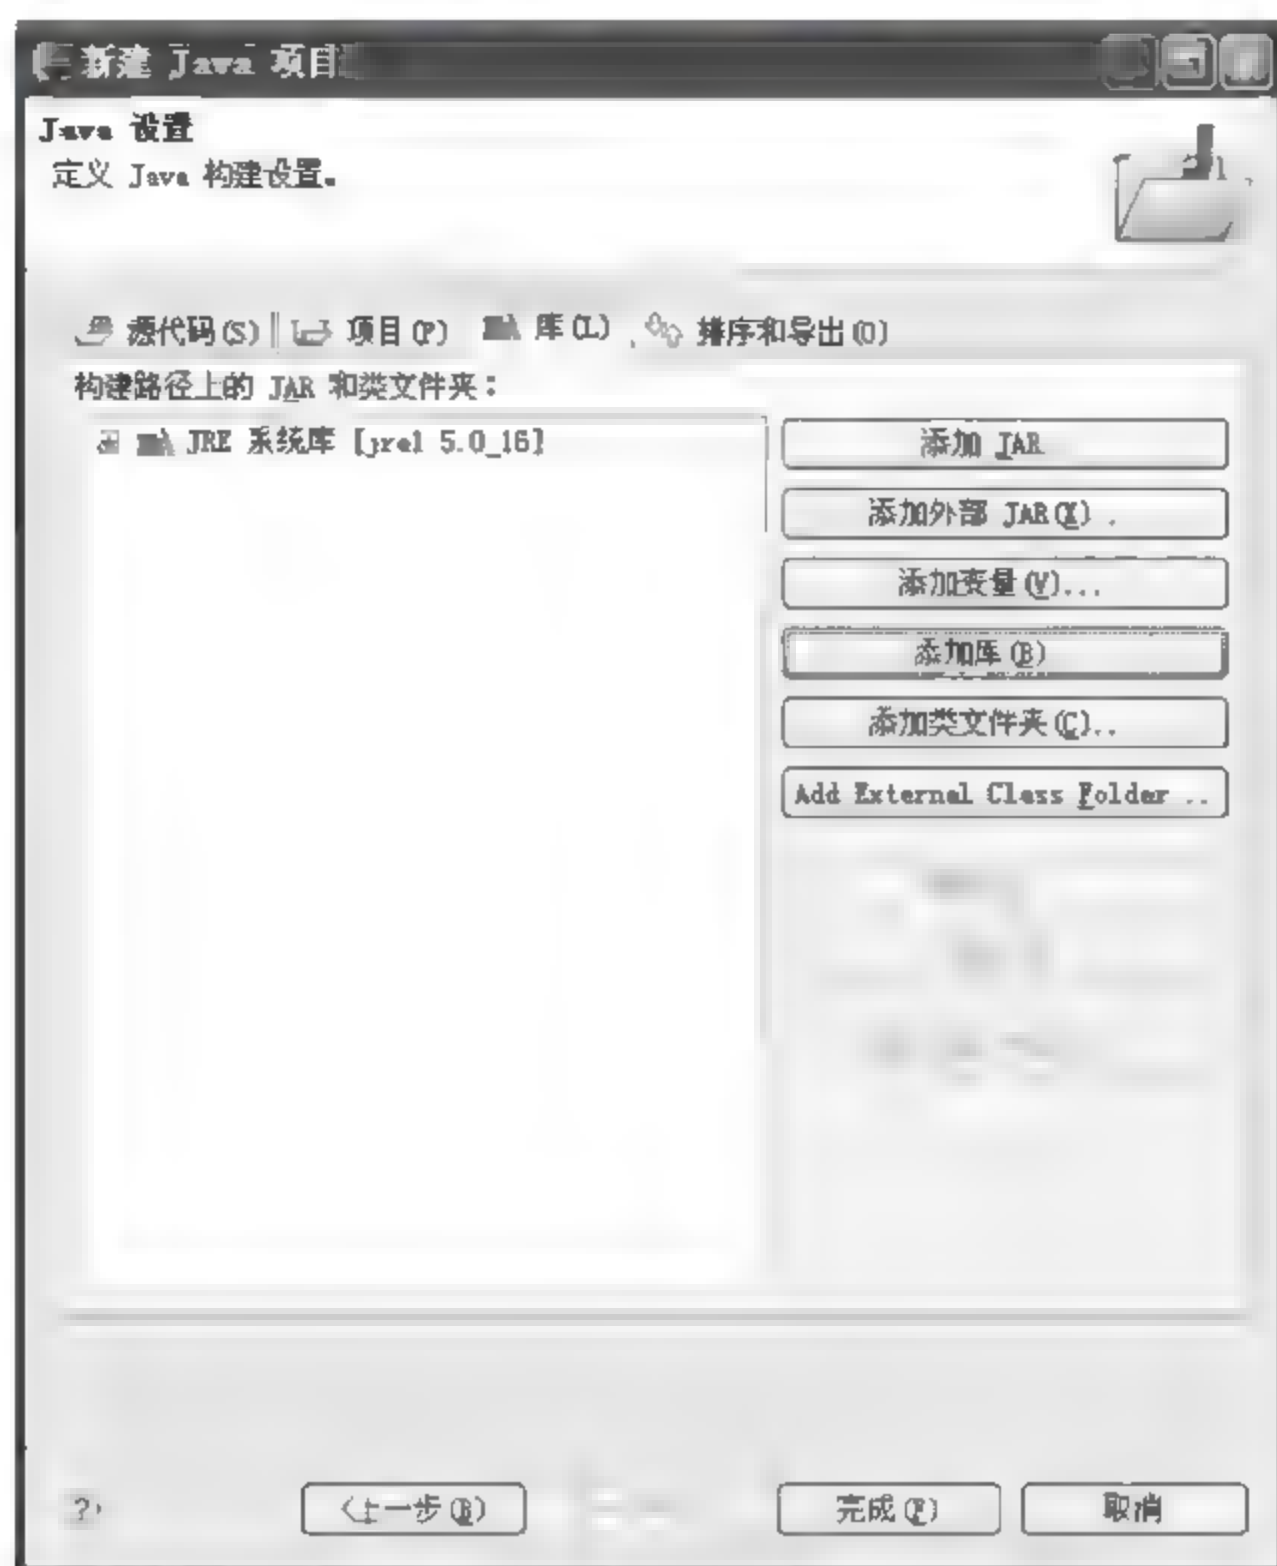 新建 Java 项目
Java 设置
定义 Java 构建设置。
源代码(S) 项目(P) 库(L) 排序和导出(O)
构建路径上的 JAR 和类文件夹：
JRE 系统库 [jre1 5.0_16]
添加 JAR
添加外部 JAR(X) .
添加变量(V)...
添加库(B)
添加类文件夹(C)..
Add External Class Folder ..
?
<上一步(B)
完成(F)
取消